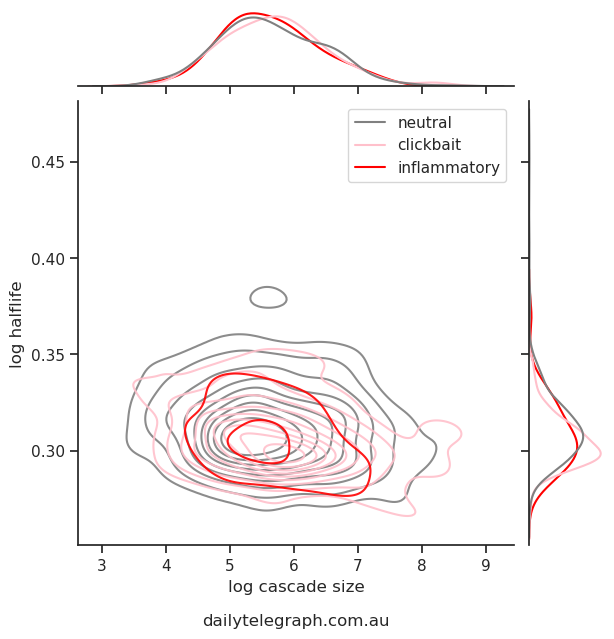 neutral
clickbait
inflammatory
0.45
0.40
0.35
0.30
log halflife
3 4 5 6 7 8 9
log cascade size
dailytelegraph.com.au